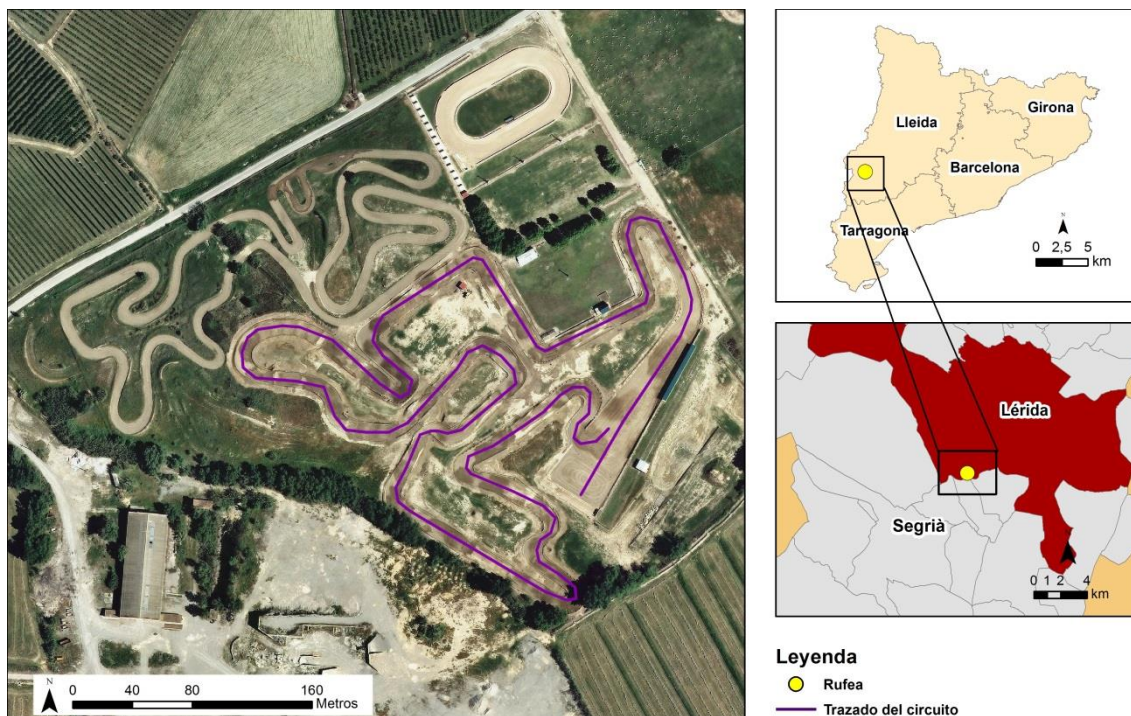 N
0 40 80 160
Metros
Girona
Lleida
Barcelona
Tarragona
N
0 2,5 5
km
Lérida
Segrià
0 1 2 4
km
Leyenda
Rufea
Trazado del circuito